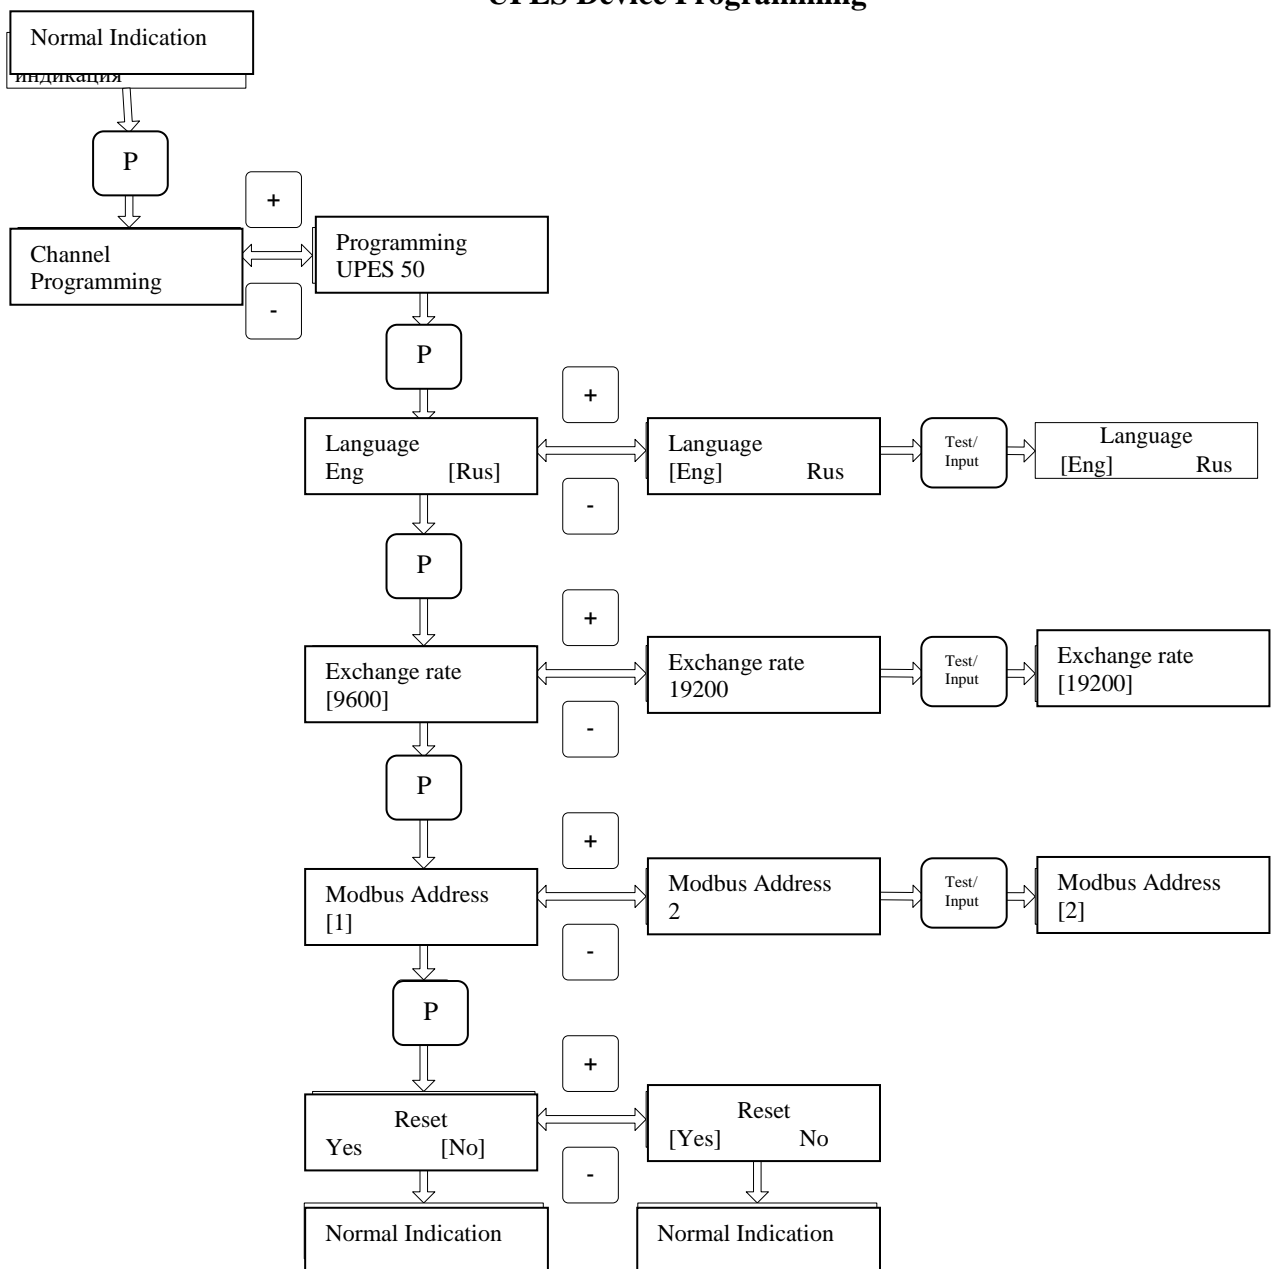 UPES Device Programming
Normal Indication
индикация
P
+
Channel
Programming
Programming
UPES 50
-
P
+
Language
Eng [Rus]
Language
[Eng] Rus
Test/
Input
Language
[Eng] Rus
-
P
+
Exchange rate
[9600]
Exchange rate
19200
Test/
Input
Exchange rate
[19200]
-
P
+
Modbus Address
[1]
Modbus Address
2
Test/
Input
Modbus Address
[2]
-
P
+
Reset
Yes [No]
Reset
[Yes] No
-
Normal Indication
Normal Indication